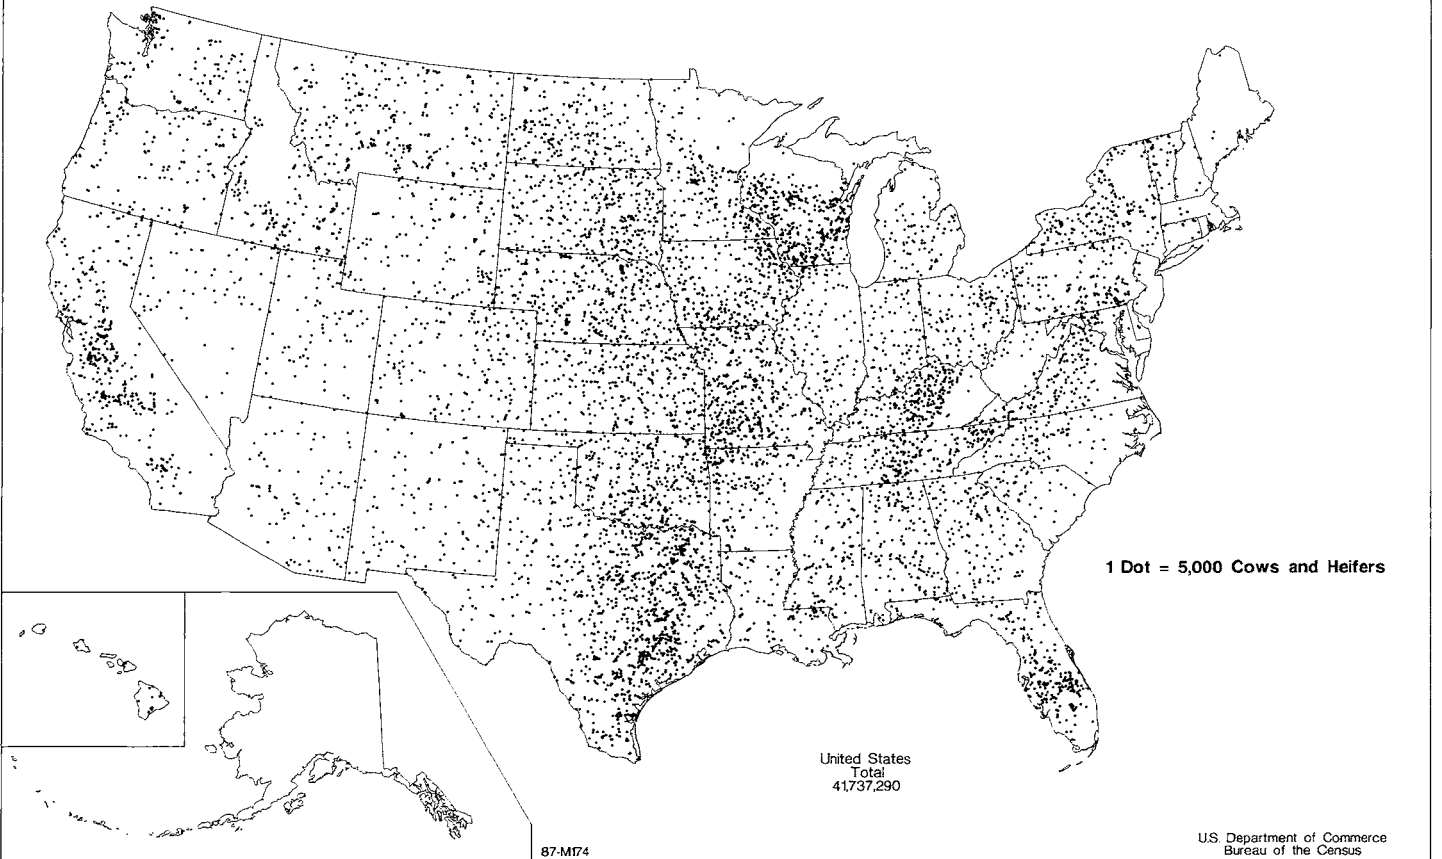 1 Dot = 5,000 Cows and Heifers
United States
Total
41,737,290
87-M174
U.S. Department of Commerce
Bureau of the Census